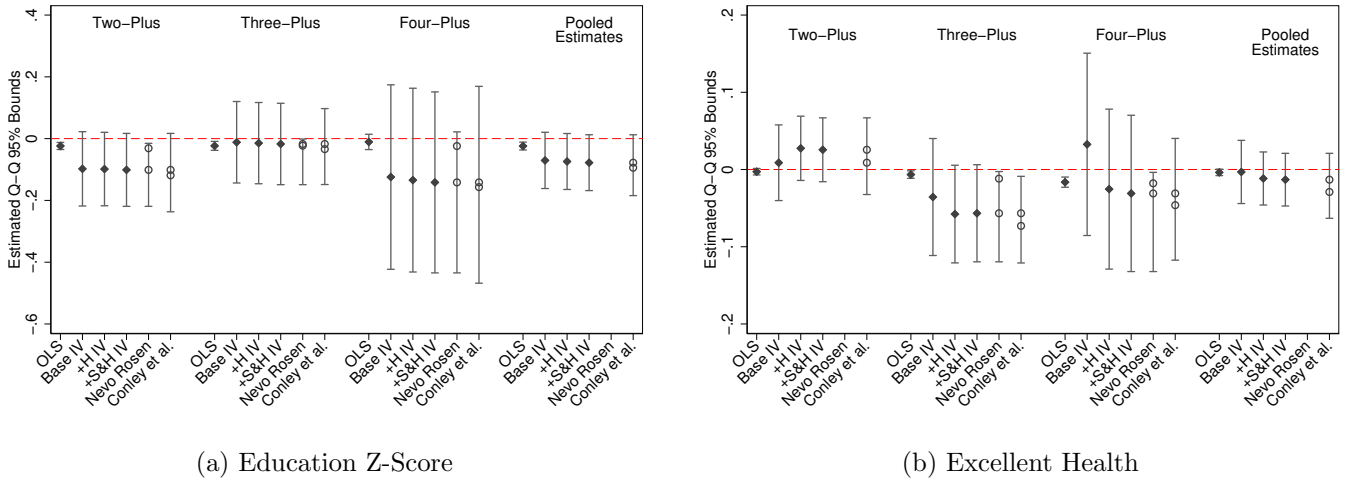 Estimated Q−Q 95% Bounds
.4
.2
0
−.2
−.4
−.6
Two−Plus
Three−Plus
Four−Plus
Pooled
Estimates
OLS
Base IV
+H IV
+S&H IV
Nevo Rosen
Conley et al.
OLS
Base IV
+H IV
+S&H IV
Nevo Rosen
Conley et al.
OLS
Base IV
+H IV
+S&H IV
Nevo Rosen
Conley et al.
OLS
Base IV
+H IV
+S&H IV
Nevo Rosen
Conley et al.
(a) Education Z-Score
Estimated Q−Q 95% Bounds
.2
.1
0
−.1
−.2
Two−Plus
Three−Plus
Four−Plus
Pooled
Estimates
OLS
Base IV
+H IV
+S&H IV
Nevo Rosen
Conley et al.
OLS
Base IV
+H IV
+S&H IV
Nevo Rosen
Conley et al.
OLS
Base IV
+H IV
+S&H IV
Nevo Rosen
Conley et al.
OLS
Base IV
+H IV
+S&H IV
Nevo Rosen
Conley et al.
(b) Excellent Health